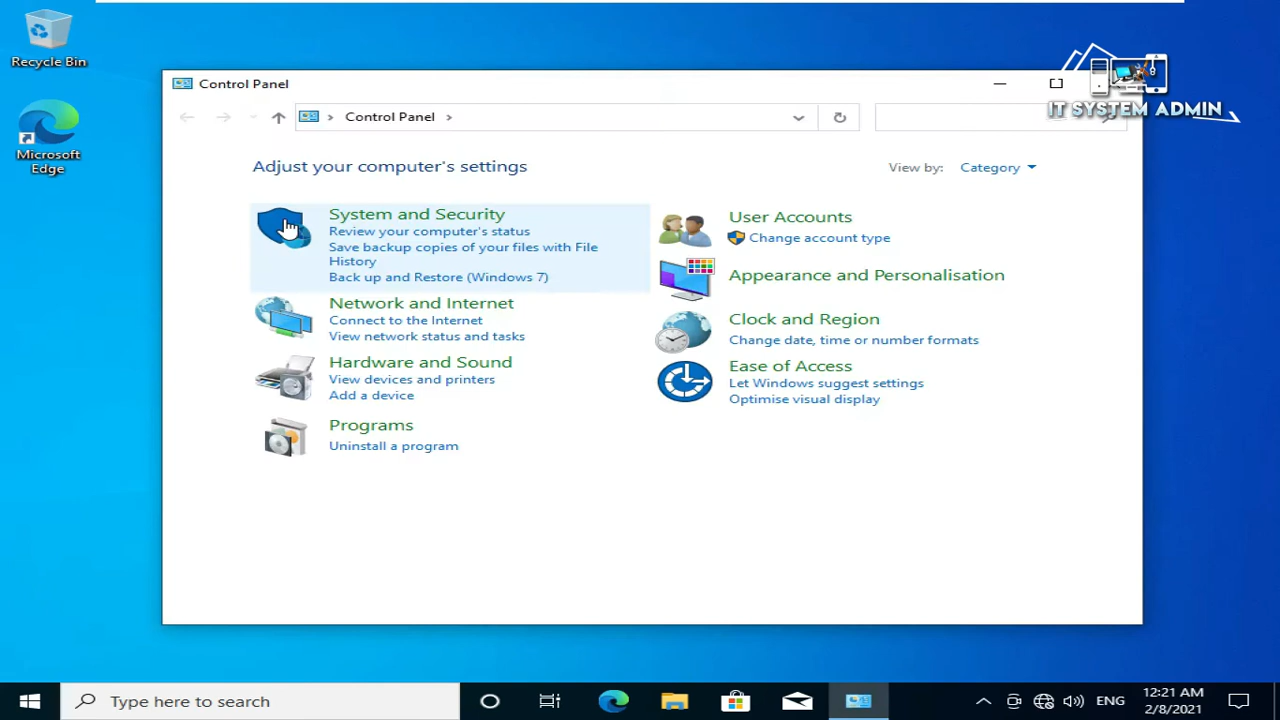 Recycle Bin
Microsoft
Edge
Control Panel
IT SYSTEM ADMIN
Control Panel
Adjust your computer's settings
View by: Category
System and Security
Review your computer's status
Save backup copies of your files with File
History
Back up and Restore (Windows 7)
Network and Internet
Connect to the Internet
View network status and tasks
Hardware and Sound
View devices and printers
Add a device
Programs
Uninstall a program
User Accounts
Change account type
Appearance and Personalisation
Clock and Region
Change date, time or number formats
Ease of Access
Let Windows suggest settings
Optimise visual display
Type here to search
ENG
12:21 AM
2/8/2021